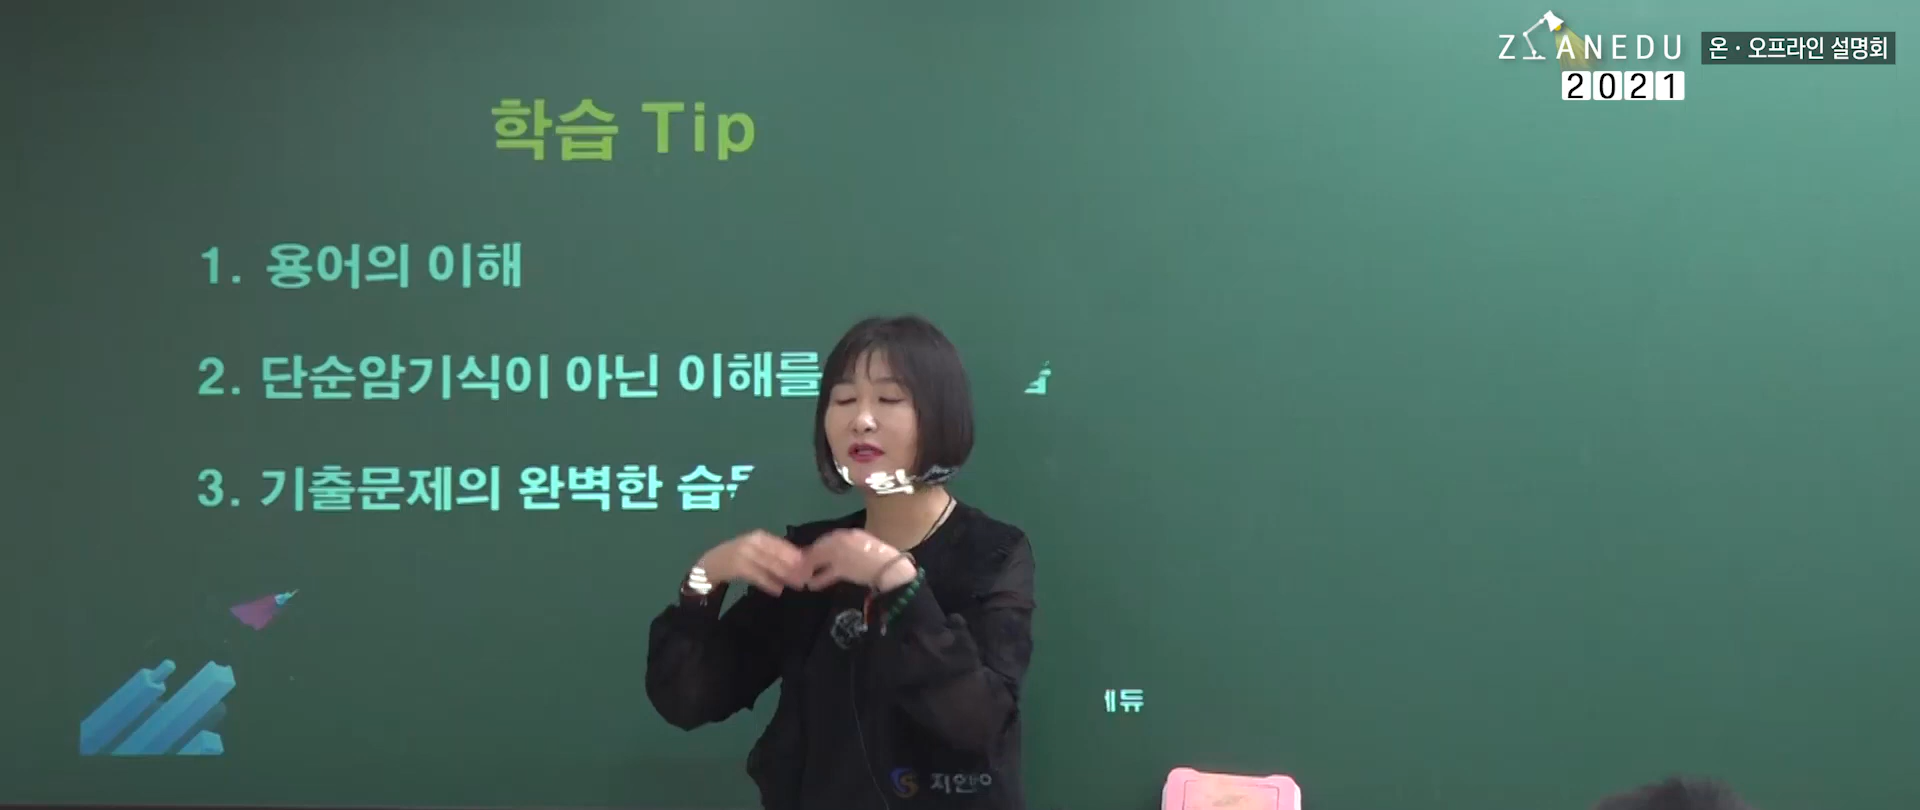 ZIANEDU 온·오프라인 설명회
2021
학습 Tip
1. 용어의 이해
2. 단순암기식이 아닌 이해를
3. 기출문제의 완벽한
지안